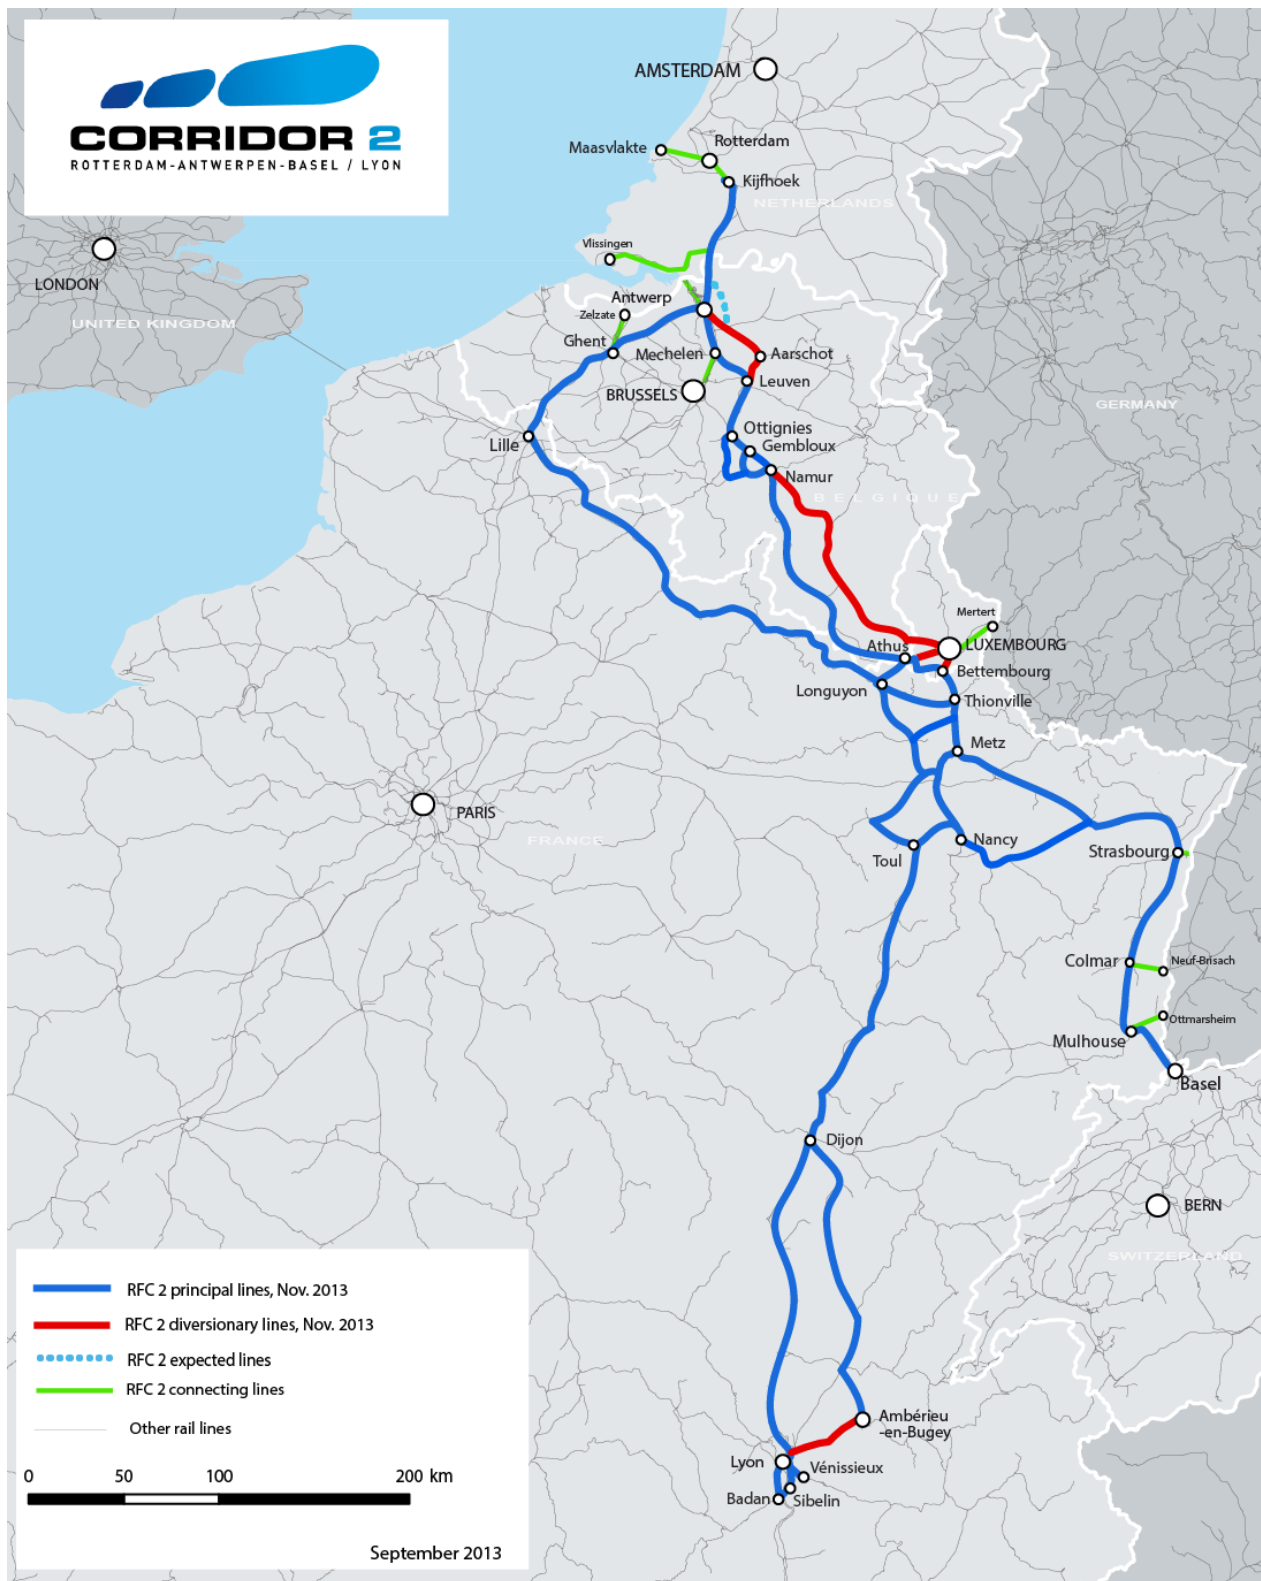 CORRIDOR 2
ROTTERDAM-ANTWERPEN-BASEL / LYON
AMSTERDAM
Maasvlakte
Rotterdam
Kijfhoek
NETHERLANDS
Vlissingen
LONDON
UNITED KINGDOM
Antwerp
Zelzate
Ghent
Mechelen
Aarschot
BRUSSELS
Leuven
GERMANY
Lille
Ottignies
Gembloux
Namur
BELGIQUE
Mertert
Athus
LUXEMBOURG
Bettembourg
Longuyon
Thionville
Metz
PARIS
FRANCE
Nancy
Toul
Strasbourg
Colmar
Neuf-Brisach
Ottmarsheim
Mulhouse
Basel
Dijon
BERN
SWITZERLAND
RFC 2 principal lines, Nov. 2013
RFC 2 diversionary lines, Nov. 2013
RFC 2 expected lines
RFC 2 connecting lines
Other rail lines
0 50 100 200 km
September 2013
Ambérieu
-en-Bugey
Lyon
Vénissieux
Badan
Sibelin